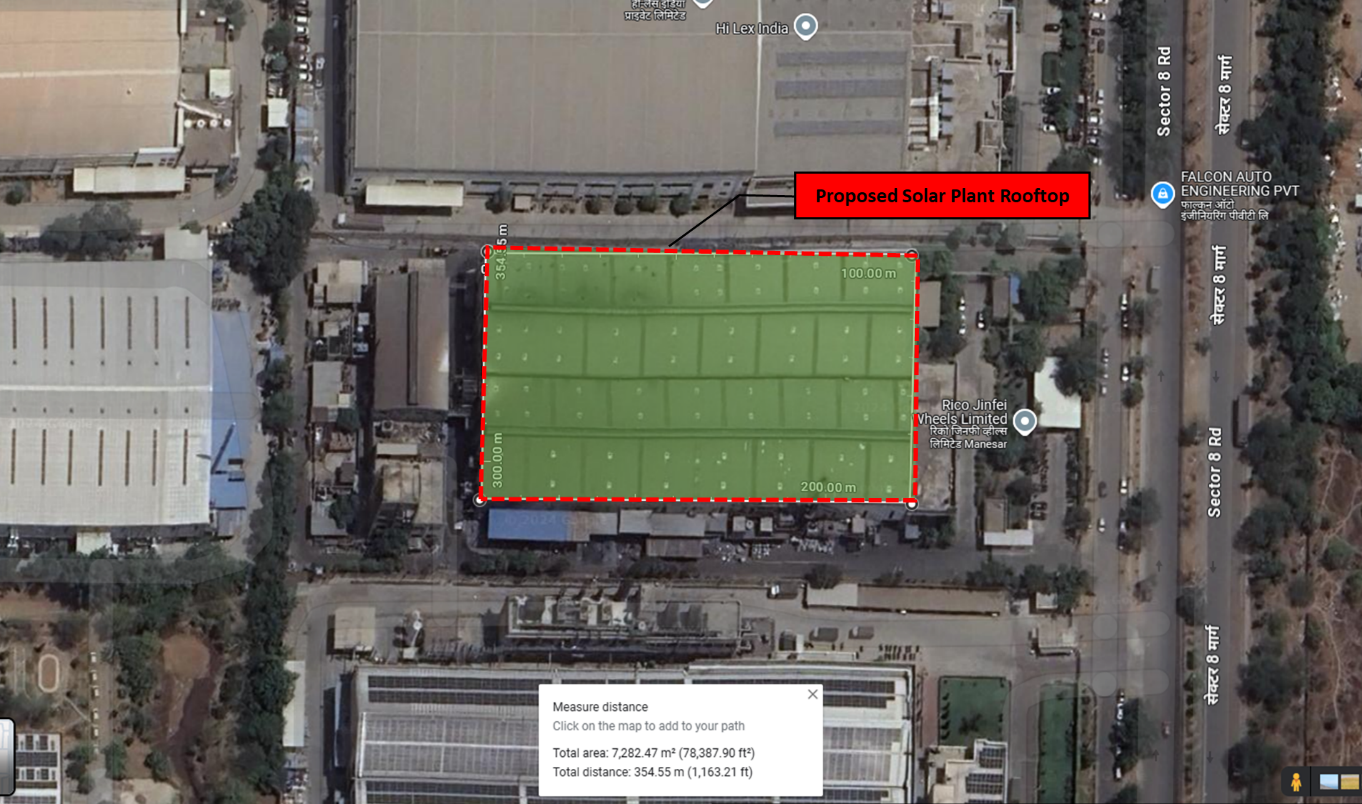 प्राइवेट लिमिटेड
Hi Lex India
Sector 8 Rd
सेक्टर 8 मार्ग
Proposed Solar Plant Rooftop
FALCON AUTO
ENGINEERING PVT
फाल्कन ऑटो
इंजीनियरिंग पीवीटी लि
354.55 m
100.00 m
सेक्टर 8 मार्ग
Rico Jinfei
Wheels Limited
रिको जिनफी व्हील्स
लिमिटेड Manesar
300.00 m
200.00 m
Sector 8 Rd
सेक्टर 8 मार्ग
Measure distance
Click on the map to add to your path
Total area: 7,282.47 m² (78,387.90 ft²)
Total distance: 354.55 m (1,163.21 ft)